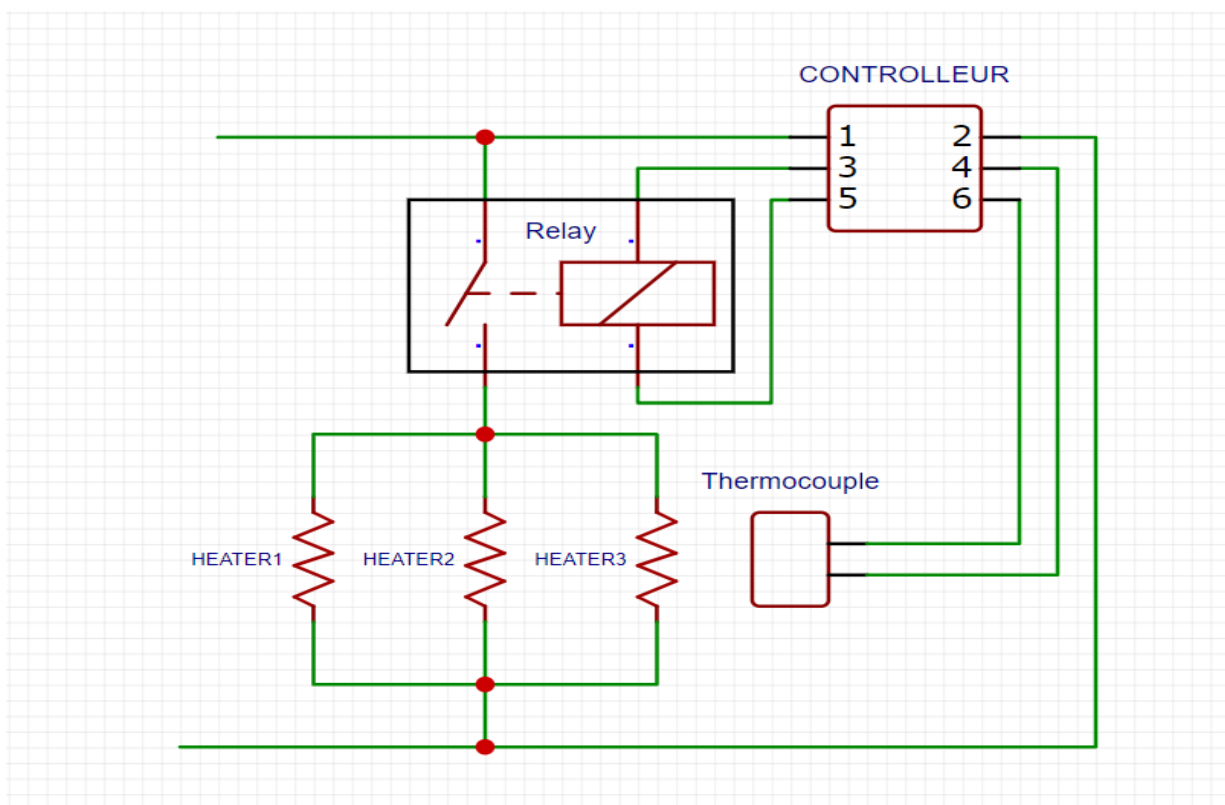 CONTROLLEUR
1 2
3 4
5 6
Relay
Thermocouple
HEATER1 HEATER2 HEATER3